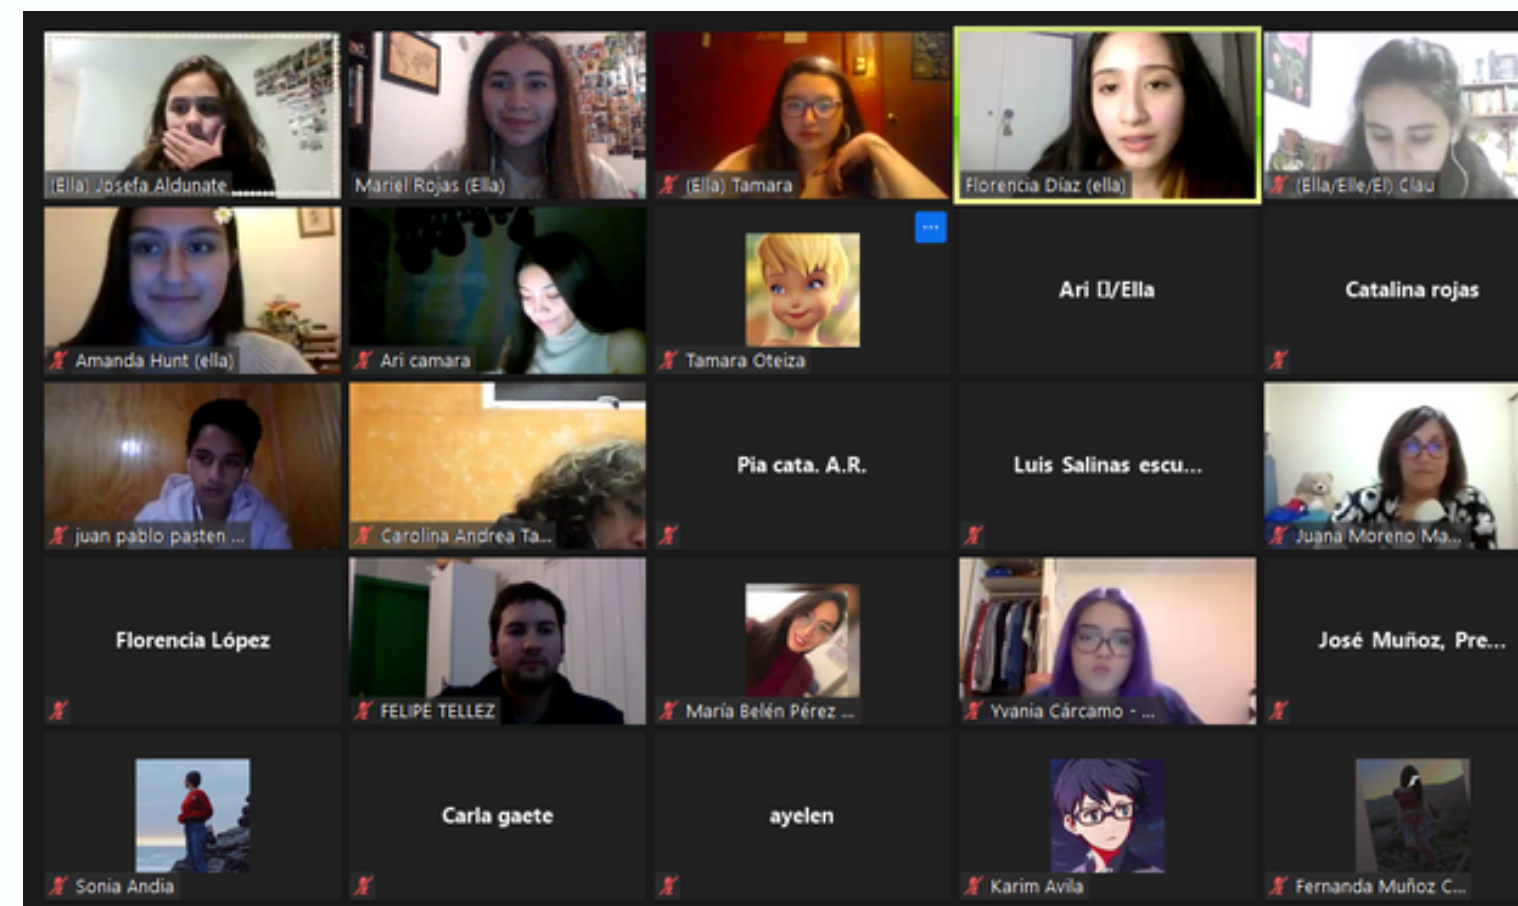 (Ella) Josefa Aldunate
Mariel Rojas (Ella)
(Ella) Tamara
Florencia Díaz (ella)
(Ella/Elle/El) Clau
Amanda Hunt (ella)
Ari camara
Tamara Oteiza
Ari /Ella
Catalina rojas
juan pablo pasten ...
Carolina Andrea Ta...
Pia cata. A.R.
Luis Salinas escu...
Juana Moreno Ma...
Florencia López
FELIPE TELLEZ
María Belén Pérez ...
Yvania Cárcamo - ...
José Muñoz, Pre...
Sonia Andia
Carla gaete
ayelen
Karim Avila
Fernanda Muñoz C...